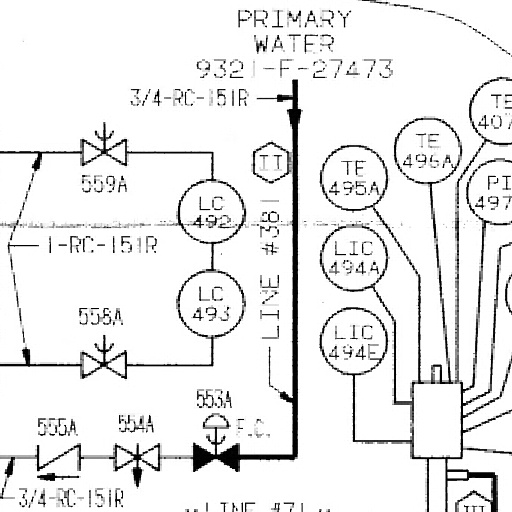 PRIMARY
WATER
9321-F-27473
3/4-RC-151R
TE
407
TE
496A
559A
II
TE
495A
PI
497
LC
492
1-RC-151R
LINE #381
LIC
494A
LC
493
558A
LIC
494E
553A
555A
554A
F.C.
3/4-RC-151R
LINE #71
III